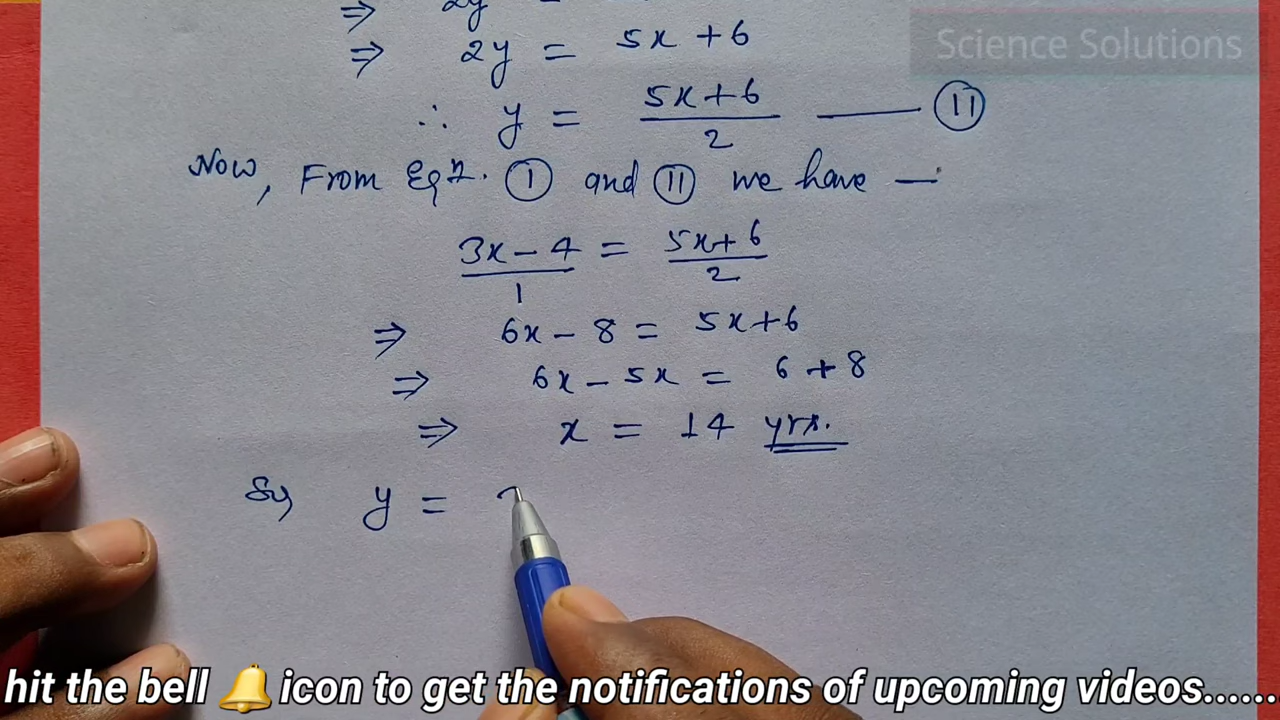 ⇒ 2y =
Science Solutions
⇒ 2y = 5x + 6
∴ y = 5x+6/2 —— II
Now, From Eqn. I and II we have —
3x - 4/1 = 5x+6/2
⇒ 6x - 8 = 5x+6
⇒ 6x - 5x = 6 + 8
⇒ x = 14 yrs.
So, y =
hit the bell 🔔 icon to get the notifications of upcoming videos......